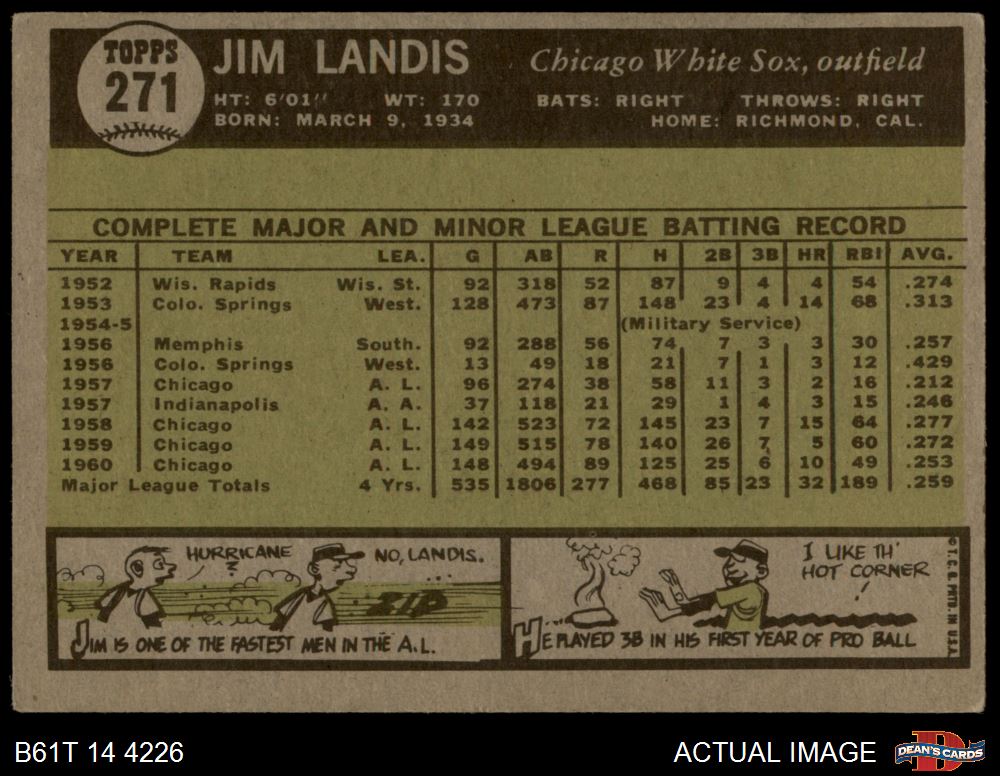 TOPPS
271
JIM LANDIS
Chicago White Sox, outfield
HT: 6'01" WT: 170 BATS: RIGHT THROWS: RIGHT
BORN: MARCH 9, 1934 HOME: RICHMOND, CAL.
COMPLETE MAJOR AND MINOR LEAGUE BATTING RECORD
YEAR TEAM LEA. G AB R H 2B 3B HR RBI AVG.
1952 Wis. Rapids Wis. St. 92 318 52 87 9 4 4 54 .274
1953 Colo. Springs West. 128 473 87 148 23 4 14 68 .313
1954-5 (Military Service)
1956 Memphis South. 92 288 56 74 7 3 3 30 .257
1956 Colo. Springs West. 13 49 18 21 7 1 3 12 .429
1957 Chicago A. L. 96 274 38 58 11 3 2 16 .212
1957 Indianapolis A. A. 37 118 21 29 1 4 3 15 .246
1958 Chicago A. L. 142 523 72 145 23 7 15 64 .277
1959 Chicago A. L. 149 515 78 140 26 7 5 60 .272
1960 Chicago A. L. 148 494 89 125 25 6 10 49 .253
Major League Totals 4 Yrs. 535 1806 277 468 85 23 32 189 .259
HURRICANE
?
NO, LANDIS.
ZIP
JIM IS ONE OF THE FASTEST MEN IN THE A.L.
I LIKE TH'
HOT CORNER
!
HE PLAYED 3B IN HIS FIRST YEAR OF PRO BALL
© T. C. G. PRTD. IN U.S.A.
B61T 14 4226
ACTUAL IMAGE
DEAN'S CARDS